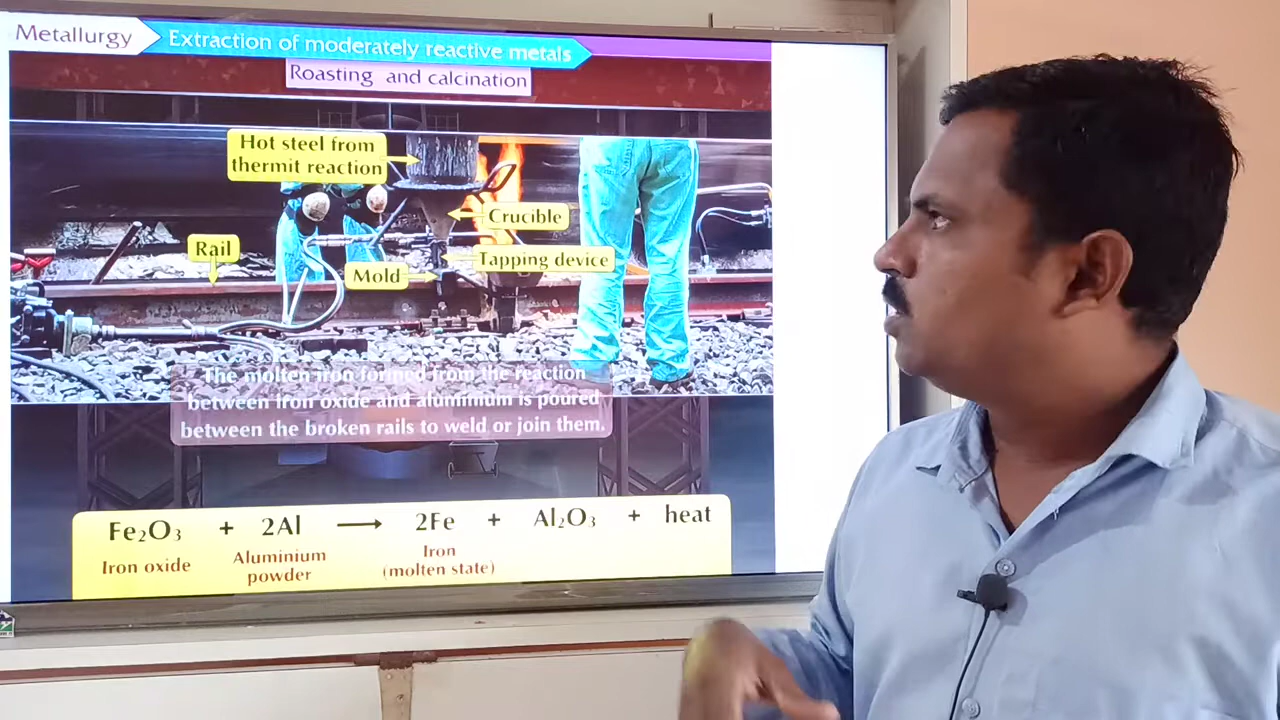 Metallurgy
Extraction of moderately reactive metals
Roasting and calcination
Hot steel from
thermit reaction
Crucible
Rail
Tapping device
Mold
The molten iron formed from the reaction
between iron oxide and aluminium is poured
between the broken rails to weld or join them.
Fe₂O₃ + 2Al ⟶ 2Fe + Al₂O₃ + heat
Iron oxide
Aluminium
powder
Iron
(molten state)